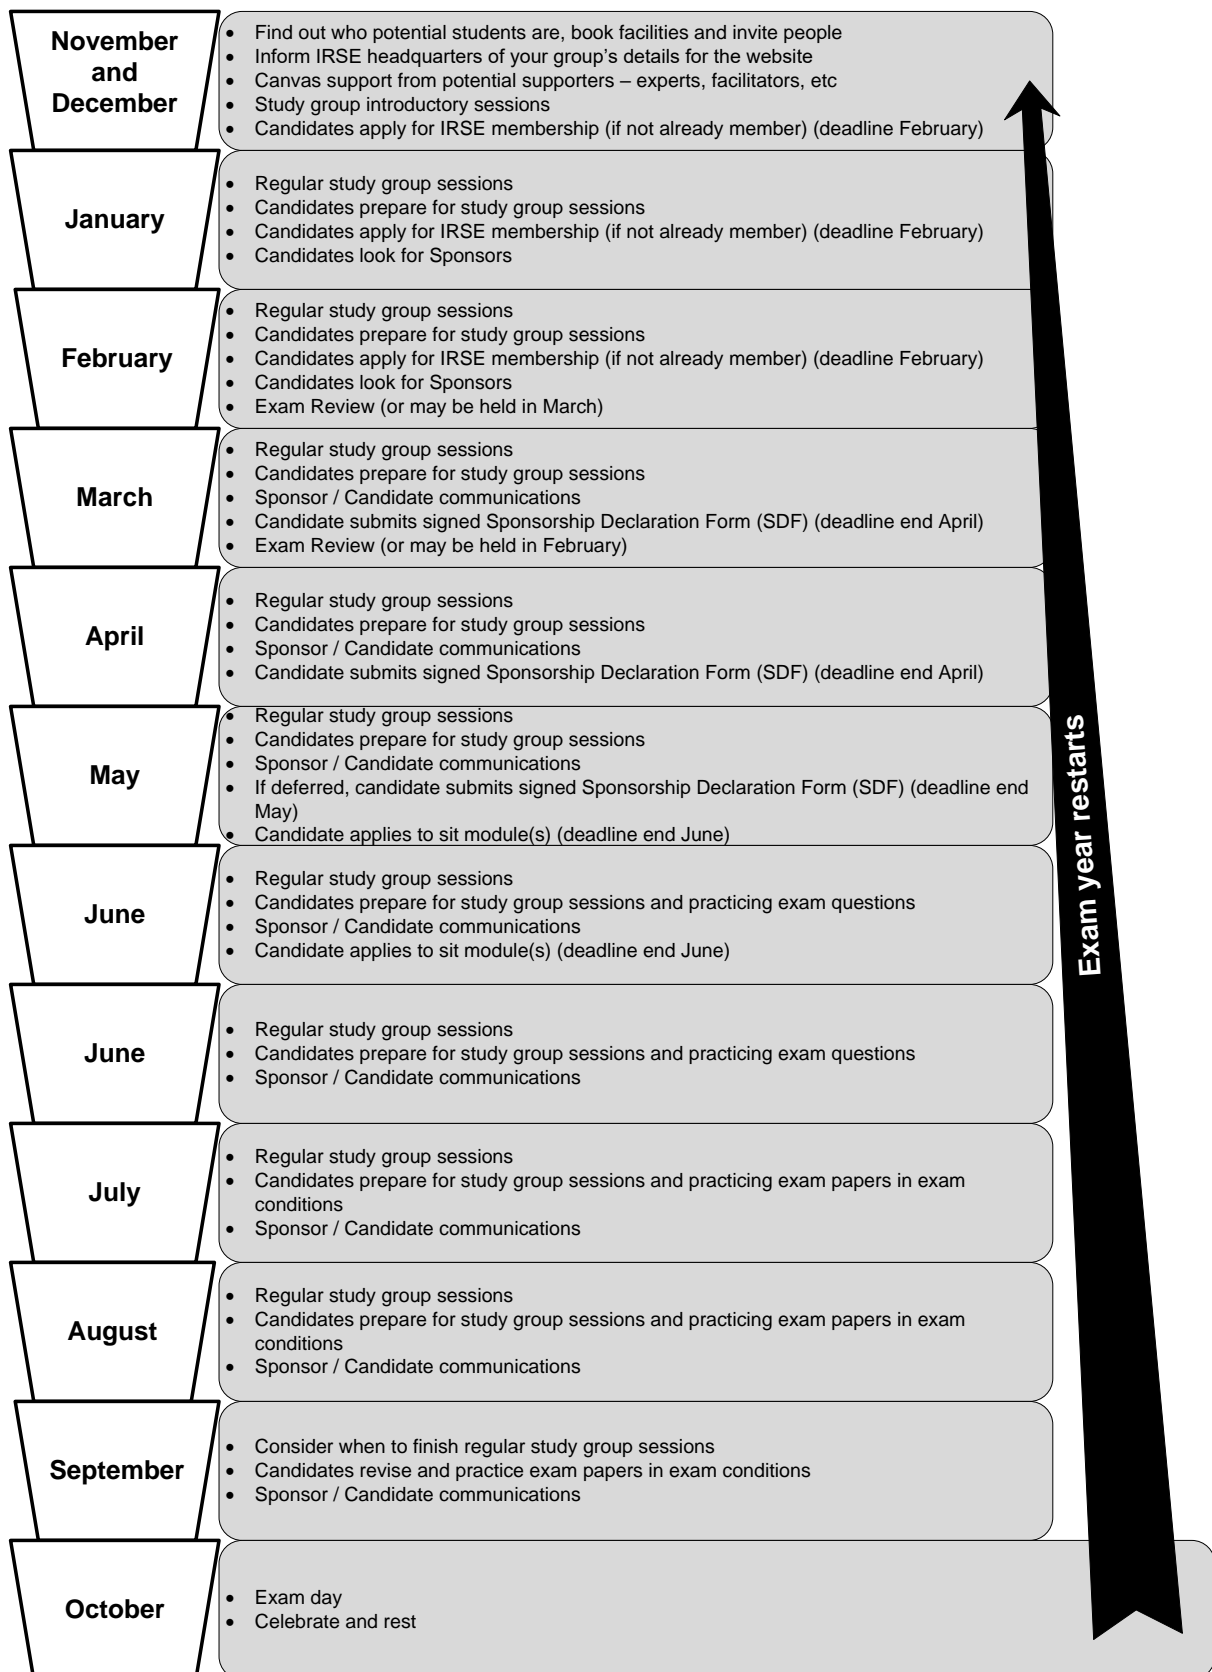 November
and
December
• Find out who potential students are, book facilities and invite people
• Inform IRSE headquarters of your group's details for the website
• Canvas support from potential supporters – experts, facilitators, etc
• Study group introductory sessions
• Candidates apply for IRSE membership (if not already member) (deadline February)
January
• Regular study group sessions
• Candidates prepare for study group sessions
• Candidates apply for IRSE membership (if not already member) (deadline February)
• Candidates look for Sponsors
February
• Regular study group sessions
• Candidates prepare for study group sessions
• Candidates apply for IRSE membership (if not already member) (deadline February)
• Candidates look for Sponsors
• Exam Review (or may be held in March)
March
• Regular study group sessions
• Candidates prepare for study group sessions
• Sponsor / Candidate communications
• Candidate submits signed Sponsorship Declaration Form (SDF) (deadline end April)
• Exam Review (or may be held in February)
April
• Regular study group sessions
• Candidates prepare for study group sessions
• Sponsor / Candidate communications
• Candidate submits signed Sponsorship Declaration Form (SDF) (deadline end April)
May
• Regular study group sessions
• Candidates prepare for study group sessions
• Sponsor / Candidate communications
• If deferred, candidate submits signed Sponsorship Declaration Form (SDF) (deadline end
May)
• Candidate applies to sit module(s) (deadline end June)
June
• Regular study group sessions
• Candidates prepare for study group sessions and practicing exam questions
• Sponsor / Candidate communications
• Candidate applies to sit module(s) (deadline end June)
June
• Regular study group sessions
• Candidates prepare for study group sessions and practicing exam questions
• Sponsor / Candidate communications
July
• Regular study group sessions
• Candidates prepare for study group sessions and practicing exam papers in exam
conditions
• Sponsor / Candidate communications
August
• Regular study group sessions
• Candidates prepare for study group sessions and practicing exam papers in exam
conditions
• Sponsor / Candidate communications
September
• Consider when to finish regular study group sessions
• Candidates revise and practice exam papers in exam conditions
• Sponsor / Candidate communications
October
• Exam day
• Celebrate and rest
Exam year restarts